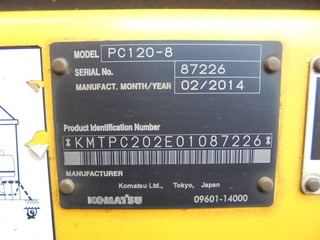 MODEL PC120-8
SERIAL No. 87226
MANUFACT. MONTH/YEAR 02/2014
Product Identification Number
*KMTPC202E01087226*
MANUFACTURER
Komatsu Ltd., Tokyo, Japan
KOMATSU 09601-14000